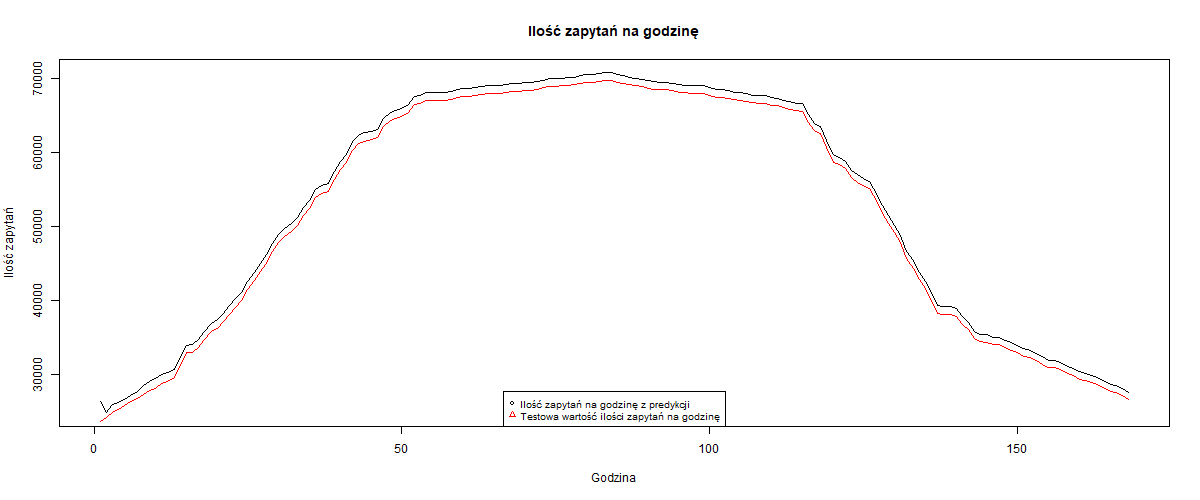 Ilość zapytań na godzinę
Ilość zapytań
70000
60000
50000
40000
30000
Ilość zapytań na godzinę z predykcji
Testowa wartość ilości zapytań na godzinę
0 50 100 150
Godzina